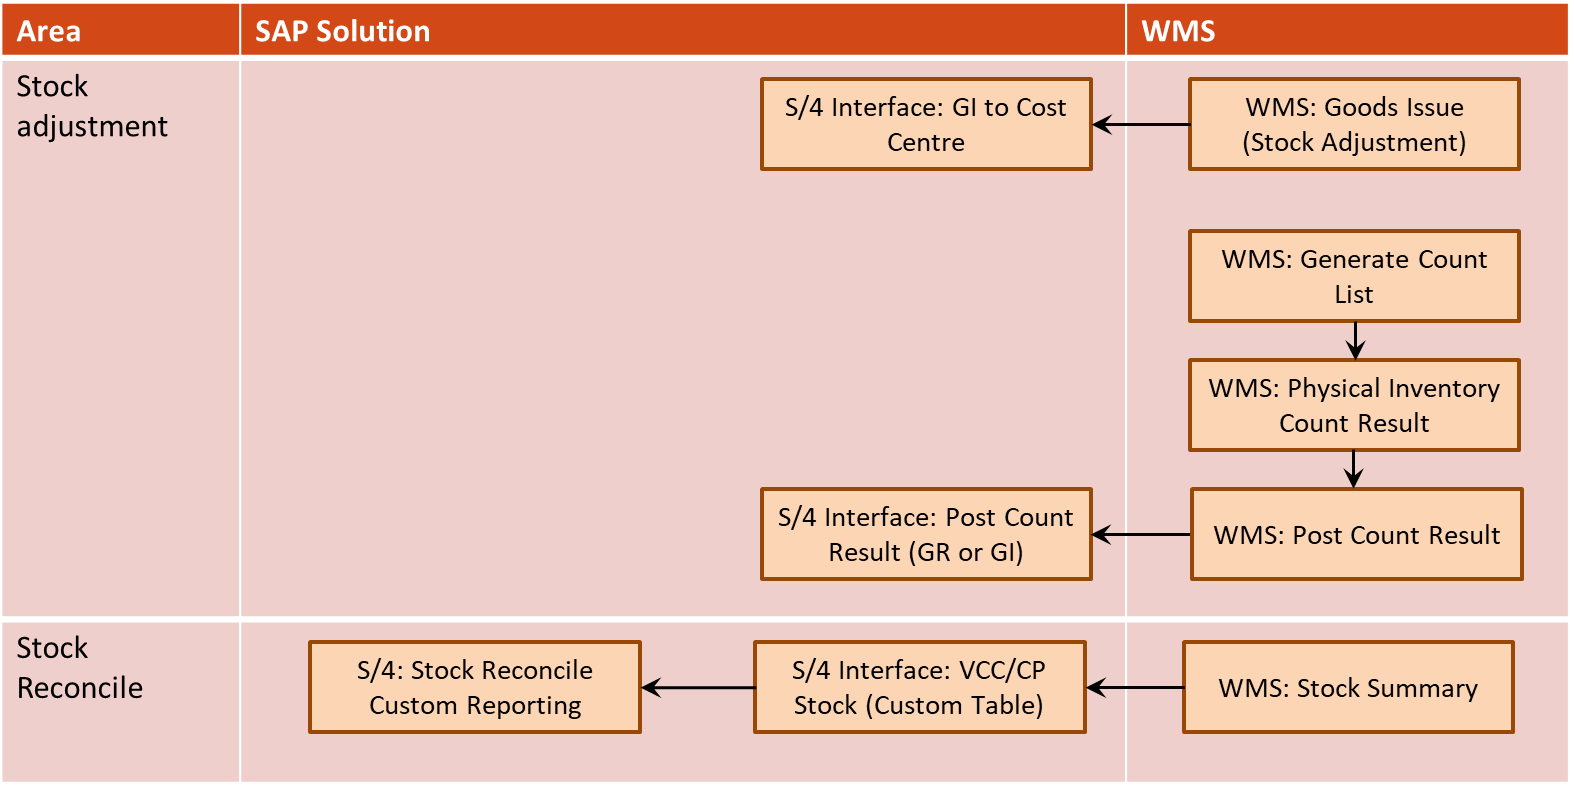 Area
SAP Solution
WMS
Stock
adjustment
S/4 Interface: GI to Cost
Centre
WMS: Goods Issue
(Stock Adjustment)
WMS: Generate Count
List
WMS: Physical Inventory
Count Result
S/4 Interface: Post Count
Result (GR or GI)
WMS: Post Count Result
Stock
Reconcile
S/4: Stock Reconcile
Custom Reporting
S/4 Interface: VCC/CP
Stock (Custom Table)
WMS: Stock Summary